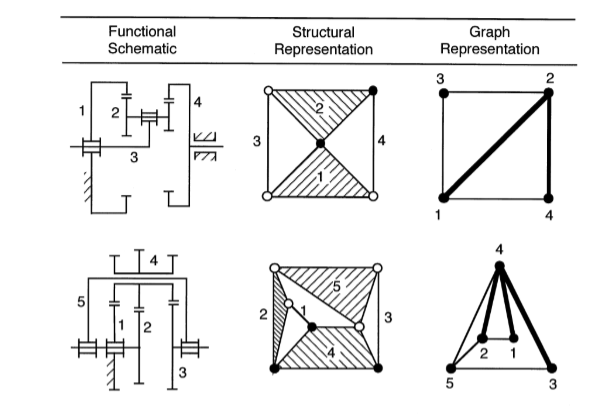 Functional Structural Graph
Schematic Representation Representation
3 2
1 2 4 2
3 4
3 1
1 4
4 4
5 5
1 2 2 1 3
3 4 2 1
5 3